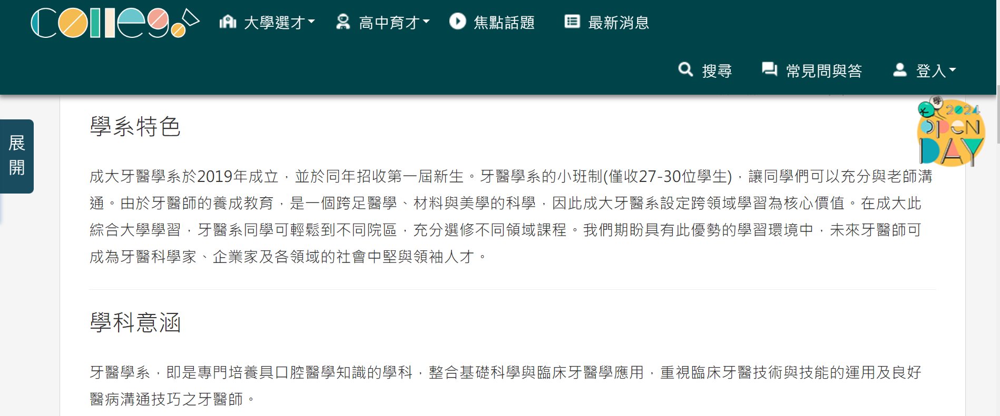 Collego 大學選才 高中育才 焦點話題 最新消息
搜尋 常見問與答 登入
展開
大學
2024
OPEN
DAY
學系特色
成大牙醫學系於2019年成立，並於同年招收第一屆新生。牙醫學系的小班制(僅收27-30位學生)，讓同學們可以充分與老師溝
通。由於牙醫師的養成教育，是一個跨足醫學、材料與美學的科學，因此成大牙醫系設定跨領域學習為核心價值。在成大此
綜合大學學習，牙醫系同學可輕鬆到不同院區，充分選修不同領域課程。我們期盼具有此優勢的學習環境中，未來牙醫師可
成為牙醫科學家、企業家及各領域的社會中堅與領袖人才。
學科意涵
牙醫學系，即是專門培養具口腔醫學知識的學科，整合基礎科學與臨床牙醫學應用，重視臨床牙醫技術與技能的運用及良好
醫病溝通技巧之牙醫師。